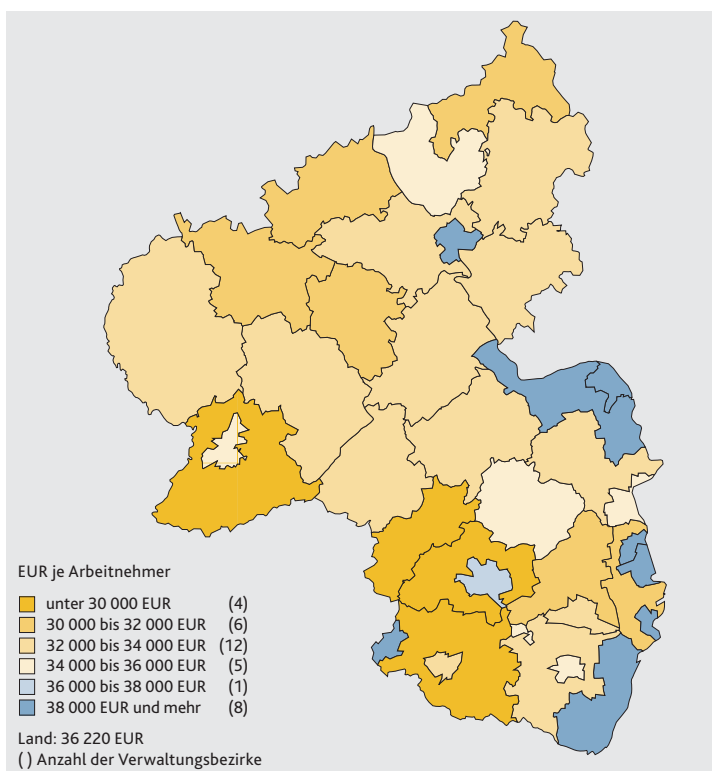 EUR je Arbeitnehmer
unter 30 000 EUR (4)
30 000 bis 32 000 EUR (6)
32 000 bis 34 000 EUR (12)
34 000 bis 36 000 EUR (5)
36 000 bis 38 000 EUR (1)
38 000 EUR und mehr (8)
Land: 36 220 EUR
( ) Anzahl der Verwaltungsbezirke